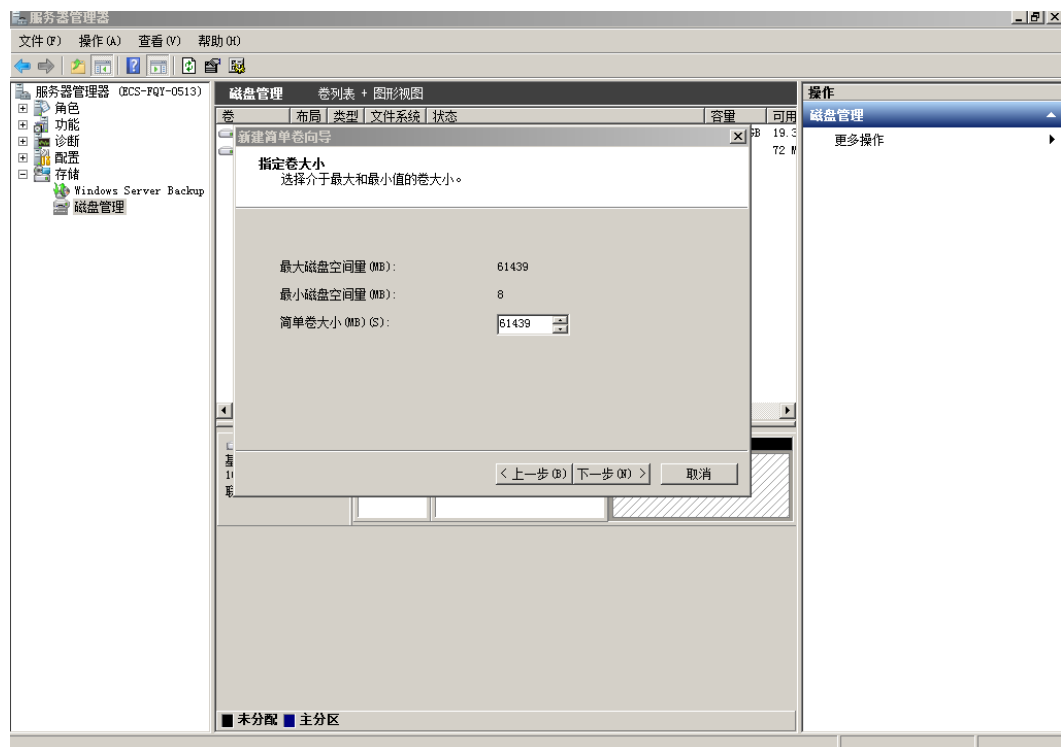 服务器管理器
文件(F) 操作(A) 查看(V) 帮助(H)
服务器管理器 (ECS-FQY-0513)
角色
功能
诊断
配置
存储
Windows Server Backup
磁盘管理
磁盘管理 卷列表 + 图形视图
卷 布局 类型 文件系统 状态 容量 可用
19.3
72 M
新建简单卷向导
指定卷大小
选择介于最大和最小值的卷大小。
最大磁盘空间量(MB): 61439
最小磁盘空间量(MB): 8
简单卷大小(MB)(S): 61439
< 上一步(B) 下一步(N) > 取消
未分配 主分区
操作
磁盘管理
更多操作